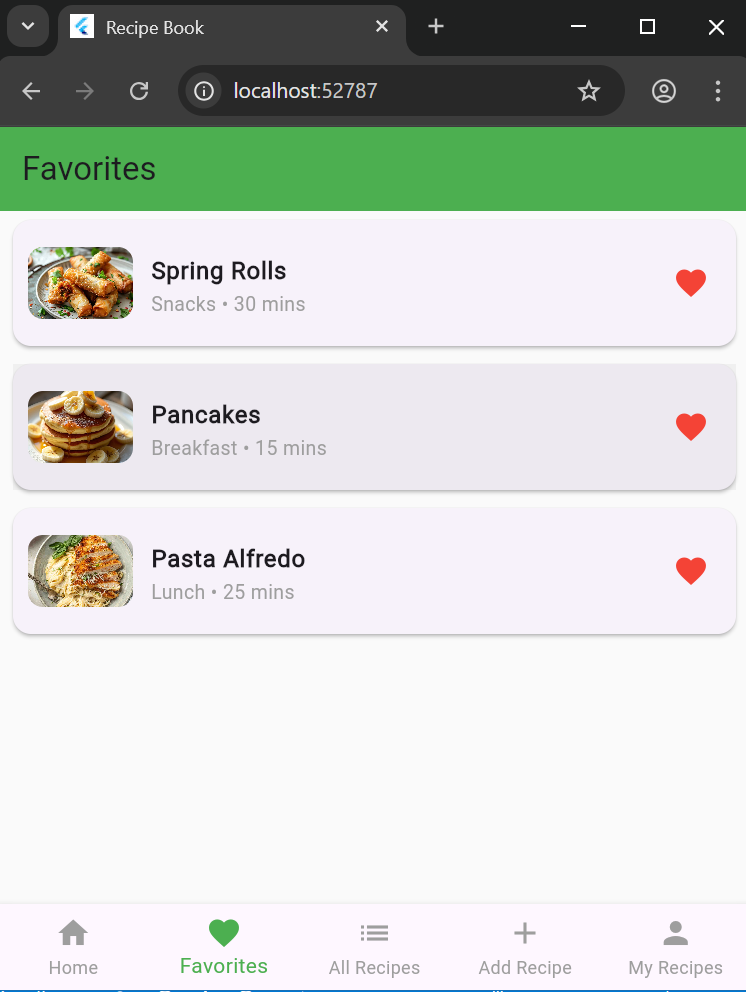 Recipe Book
localhost:52787
Favorites
Spring Rolls
Snacks • 30 mins
Pancakes
Breakfast • 15 mins
Pasta Alfredo
Lunch • 25 mins
Home
Favorites
All Recipes
Add Recipe
My Recipes